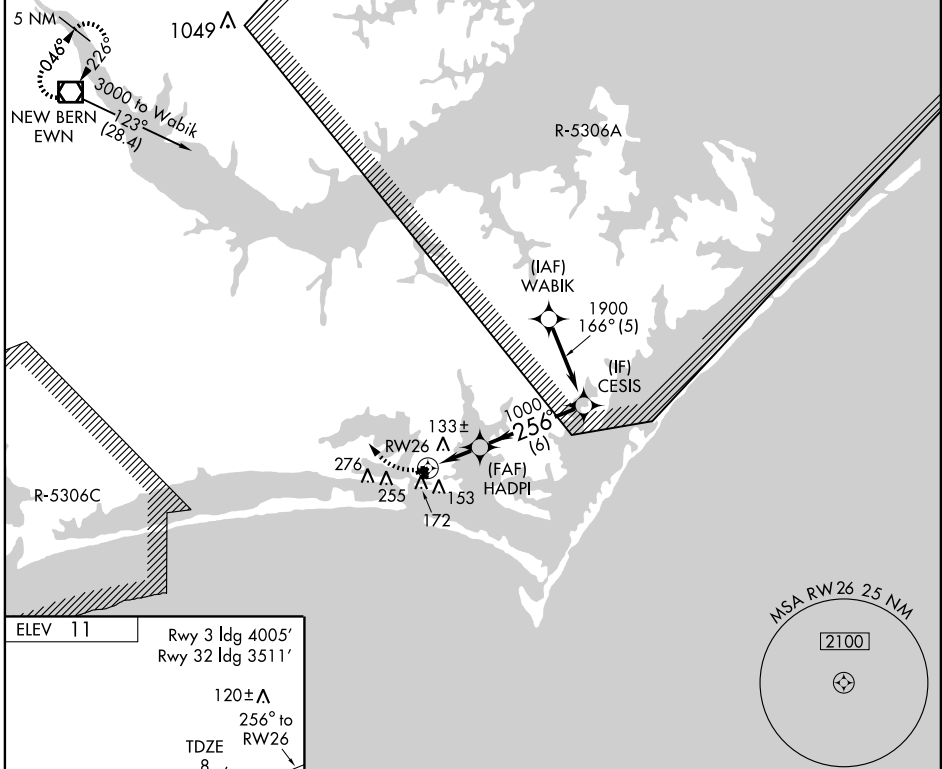 5 NM
1049
046°
226°
3000 to Wabik
123°
(28.4)
NEW BERN
EWN
R-5306A
(IAF)
WABIK
1900
166° (5)
(IF)
CESIS
1000
256°
(6)
133±
RW26
(FAF)
HADPI
276
255
153
172
R-5306C
ELEV 11
Rwy 3 ldg 4005'
Rwy 32 ldg 3511'
120±
256° to
RW26
TDZE
8
MSA RW26 25 NM
2100